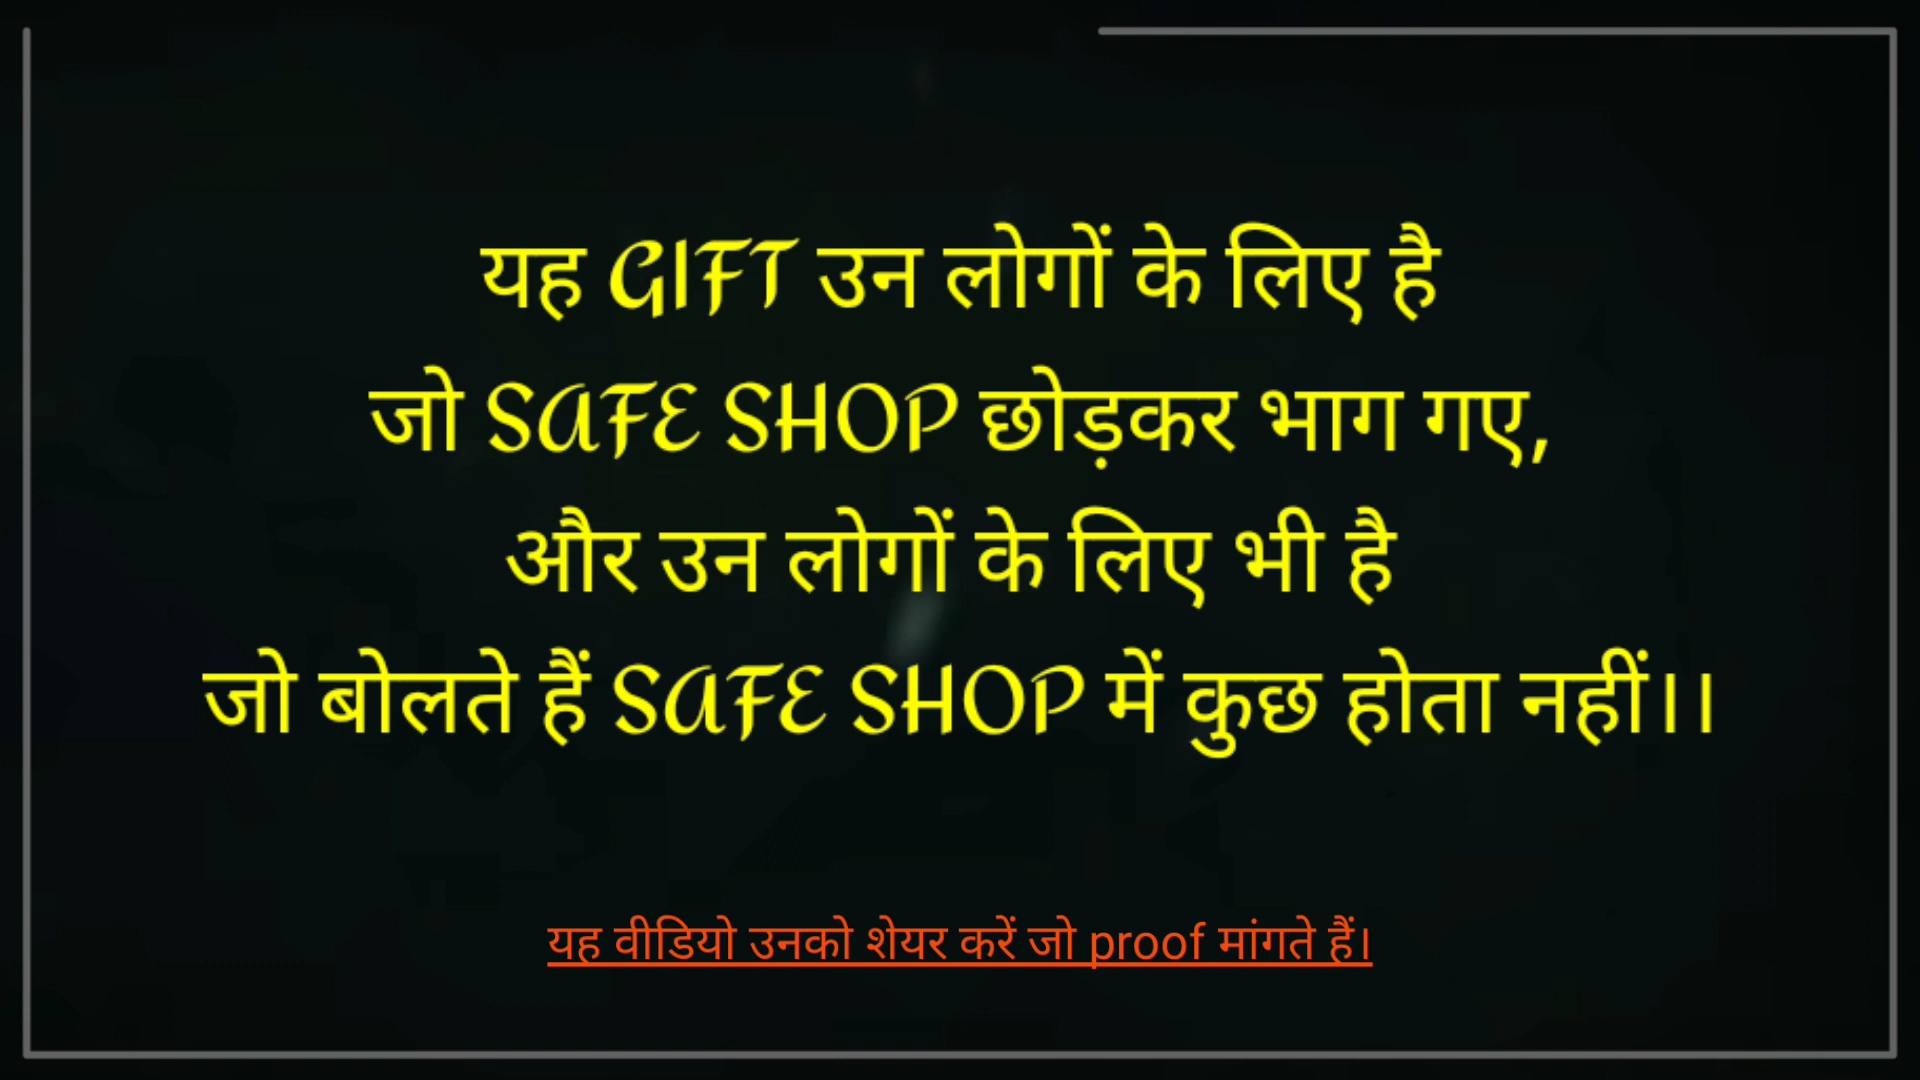 यह GIFT उन लोगों के लिए है
जो SAFE SHOP छोड़कर भाग गए,
और उन लोगों के लिए भी है
जो बोलते हैं SAFE SHOP में कुछ होता नहीं।।
यह वीडियो उनको शेयर करें जो proof मांगते हैं।